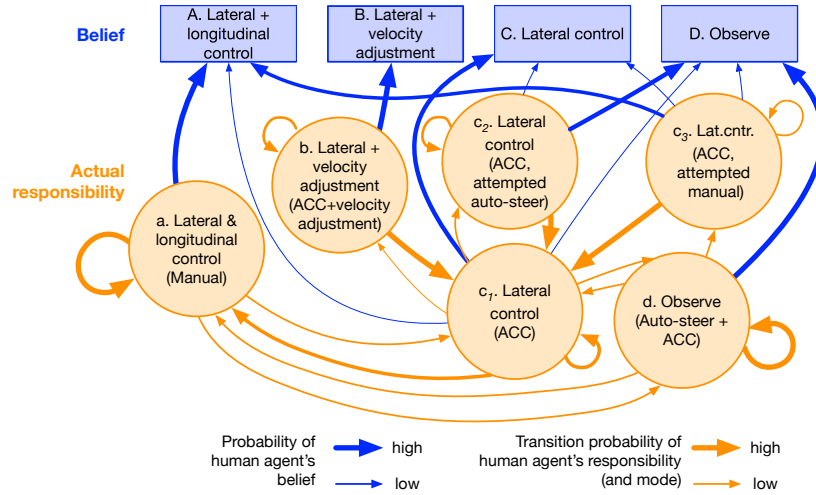 Belief
A. Lateral +
longitudinal
control
B. Lateral +
velocity
adjustment
C. Lateral control
D. Observe
Actual
responsibility
a. Lateral &
longitudinal
control
(Manual)
b. Lateral +
velocity
adjustment
(ACC+velocity
adjustment)
c₂. Lateral
control
(ACC,
attempted
auto-steer)
c₃. Lat.cntr.
(ACC,
attempted
manual)
c₁. Lateral
control
(ACC)
d. Observe
(Auto-steer +
ACC)
Probability of
human agent's
belief
high
low
Transition probability of
human agent's responsibility
(and mode)
high
low